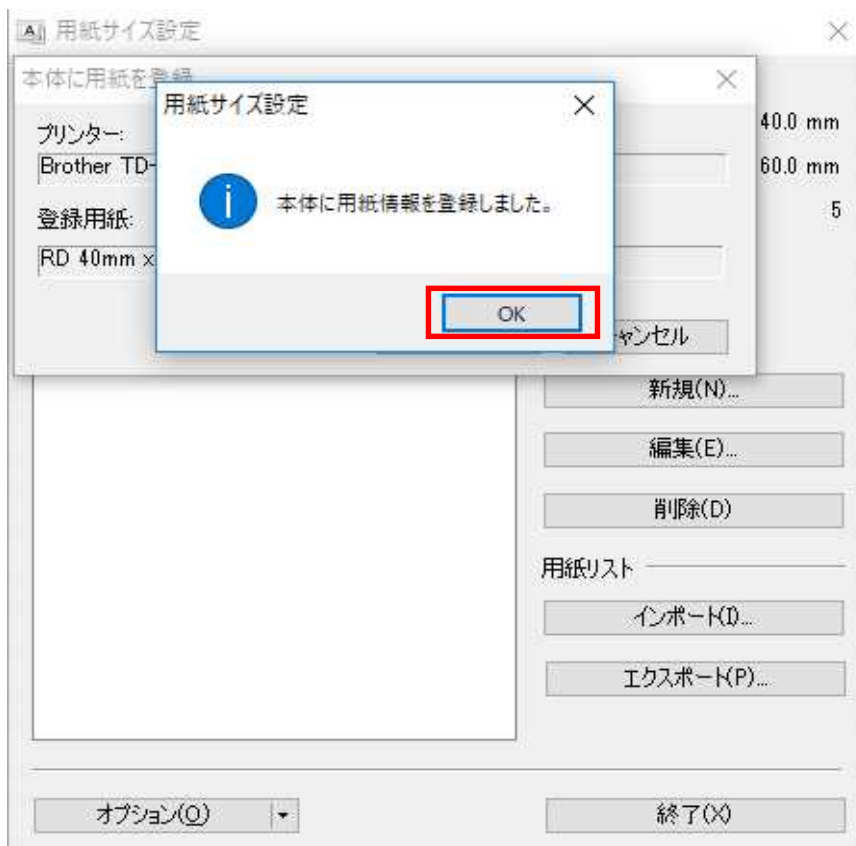 用紙サイズ設定
本体に用紙を登録
用紙サイズ設定
プリンター:
40.0 mm
Brother TD-
60.0 mm
本体に用紙情報を登録しました。
登録用紙:
5
RD 40mm x
OK
キャンセル
新規(N)...
編集(E)...
削除(D)
用紙リスト
インポート(I)...
エクスポート(P)...
オプション(O)
終了(X)